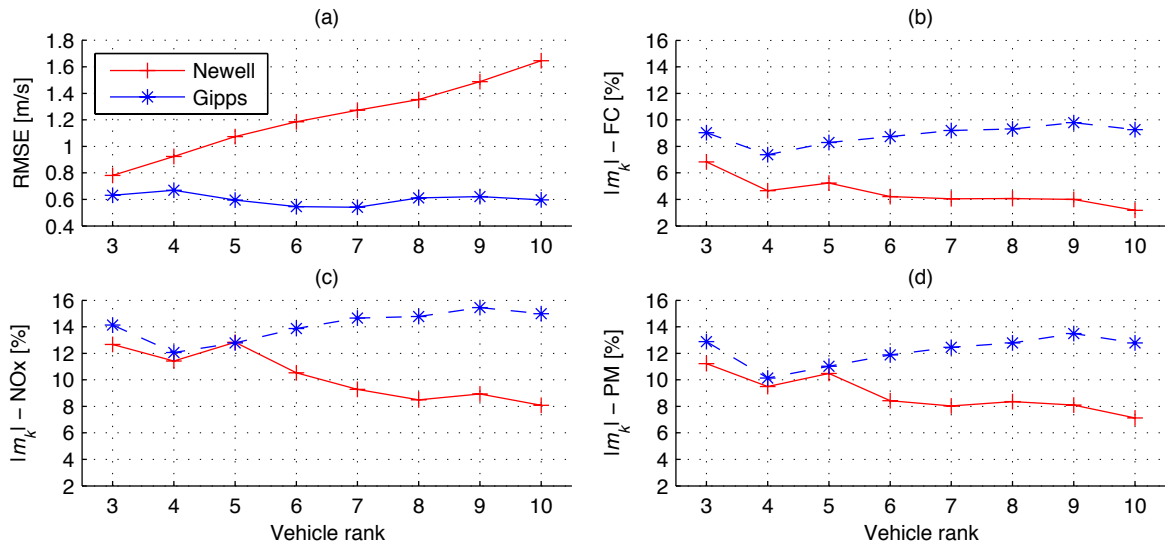 (a)
RMSE [m/s]
1.8
1.6
1.4
1.2
1
0.8
0.6
0.4
Newell
Gipps
3 4 5 6 7 8 9 10
(b)
|m_k| − FC [%]
16
14
12
10
8
6
4
2
3 4 5 6 7 8 9 10
(c)
|m_k| − NOx [%]
16
14
12
10
8
6
4
2
3 4 5 6 7 8 9 10
Vehicle rank
(d)
|m_k| − PM [%]
16
14
12
10
8
6
4
2
3 4 5 6 7 8 9 10
Vehicle rank